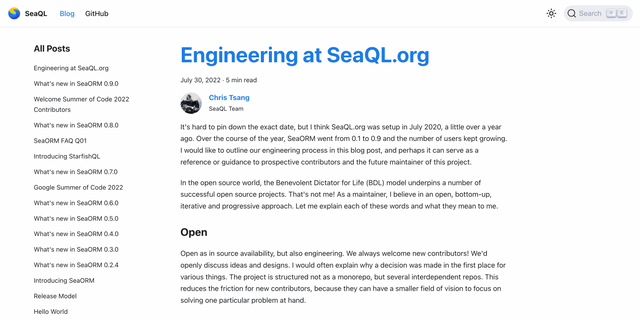 SeaQL Blog GitHub Search
All Posts
Engineering at SeaQL.org
What's new in SeaORM 0.9.0
Welcome Summer of Code 2022
Contributors
What's new in SeaORM 0.8.0
SeaORM FAQ Q01
Introducing StarfishQL
What's new in SeaORM 0.7.0
Google Summer of Code 2022
What's new in SeaORM 0.6.0
What's new in SeaORM 0.5.0
What's new in SeaORM 0.4.0
What's new in SeaORM 0.3.0
What's new in SeaORM 0.2.4
Introducing SeaORM
Release Model
Hello World
Engineering at SeaQL.org
July 30, 2022 · 5 min read
Chris Tsang
SeaQL Team
It's hard to pin down the exact date, but I think SeaQL.org was setup in July 2020, a little over a year
ago. Over the course of the year, SeaORM went from 0.1 to 0.9 and the number of users kept growing.
I would like to outline our engineering process in this blog post, and perhaps it can serve as a
reference or guidance to prospective contributors and the future maintainer of this project.
In the open source world, the Benevolent Dictator for Life (BDL) model underpins a number of
successful open source projects. That's not me! As a maintainer, I believe in an open, bottom-up,
iterative and progressive approach. Let me explain each of these words and what they mean to me.
Open
Open as in source availability, but also engineering. We always welcome new contributors! We'd
openly discuss ideas and designs. I would often explain why a decision was made in the first place for
various things. The project is structured not as a monorepo, but several interdependent repos. This
reduces the friction for new contributors, because they can have a smaller field of vision to focus on
solving one particular problem at hand.